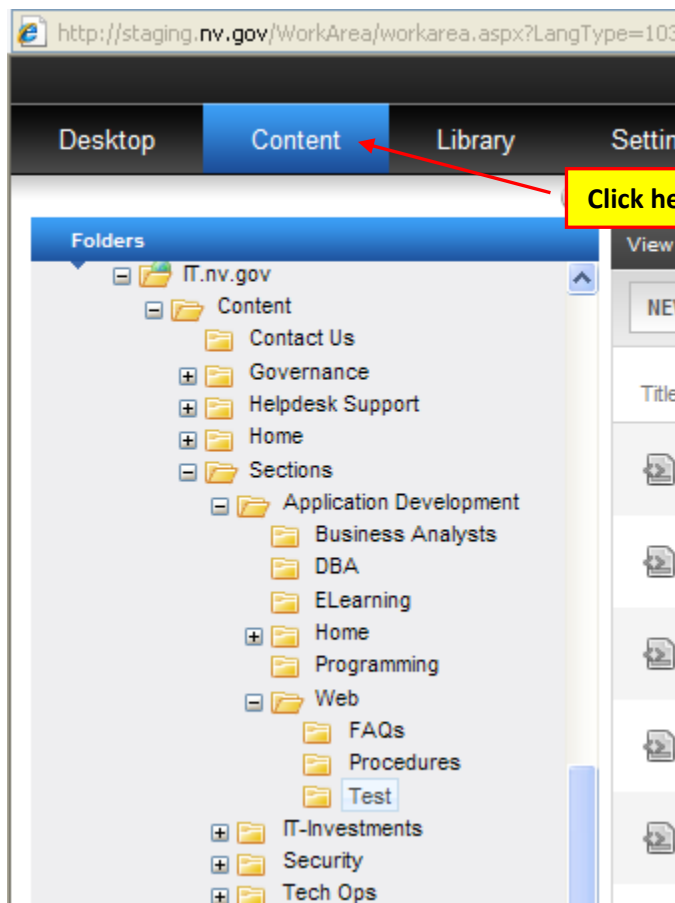 http://staging.nv.gov/WorkArea/workarea.aspx?LangType=103
Desktop Content Library Settin
Click he
Folders
View
IT.nv.gov
Content
NE
Contact Us
Governance
Title
Helpdesk Support
Home
Sections
Application Development
Business Analysts
DBA
ELearning
Home
Programming
Web
FAQs
Procedures
Test
IT-Investments
Security
Tech Ops